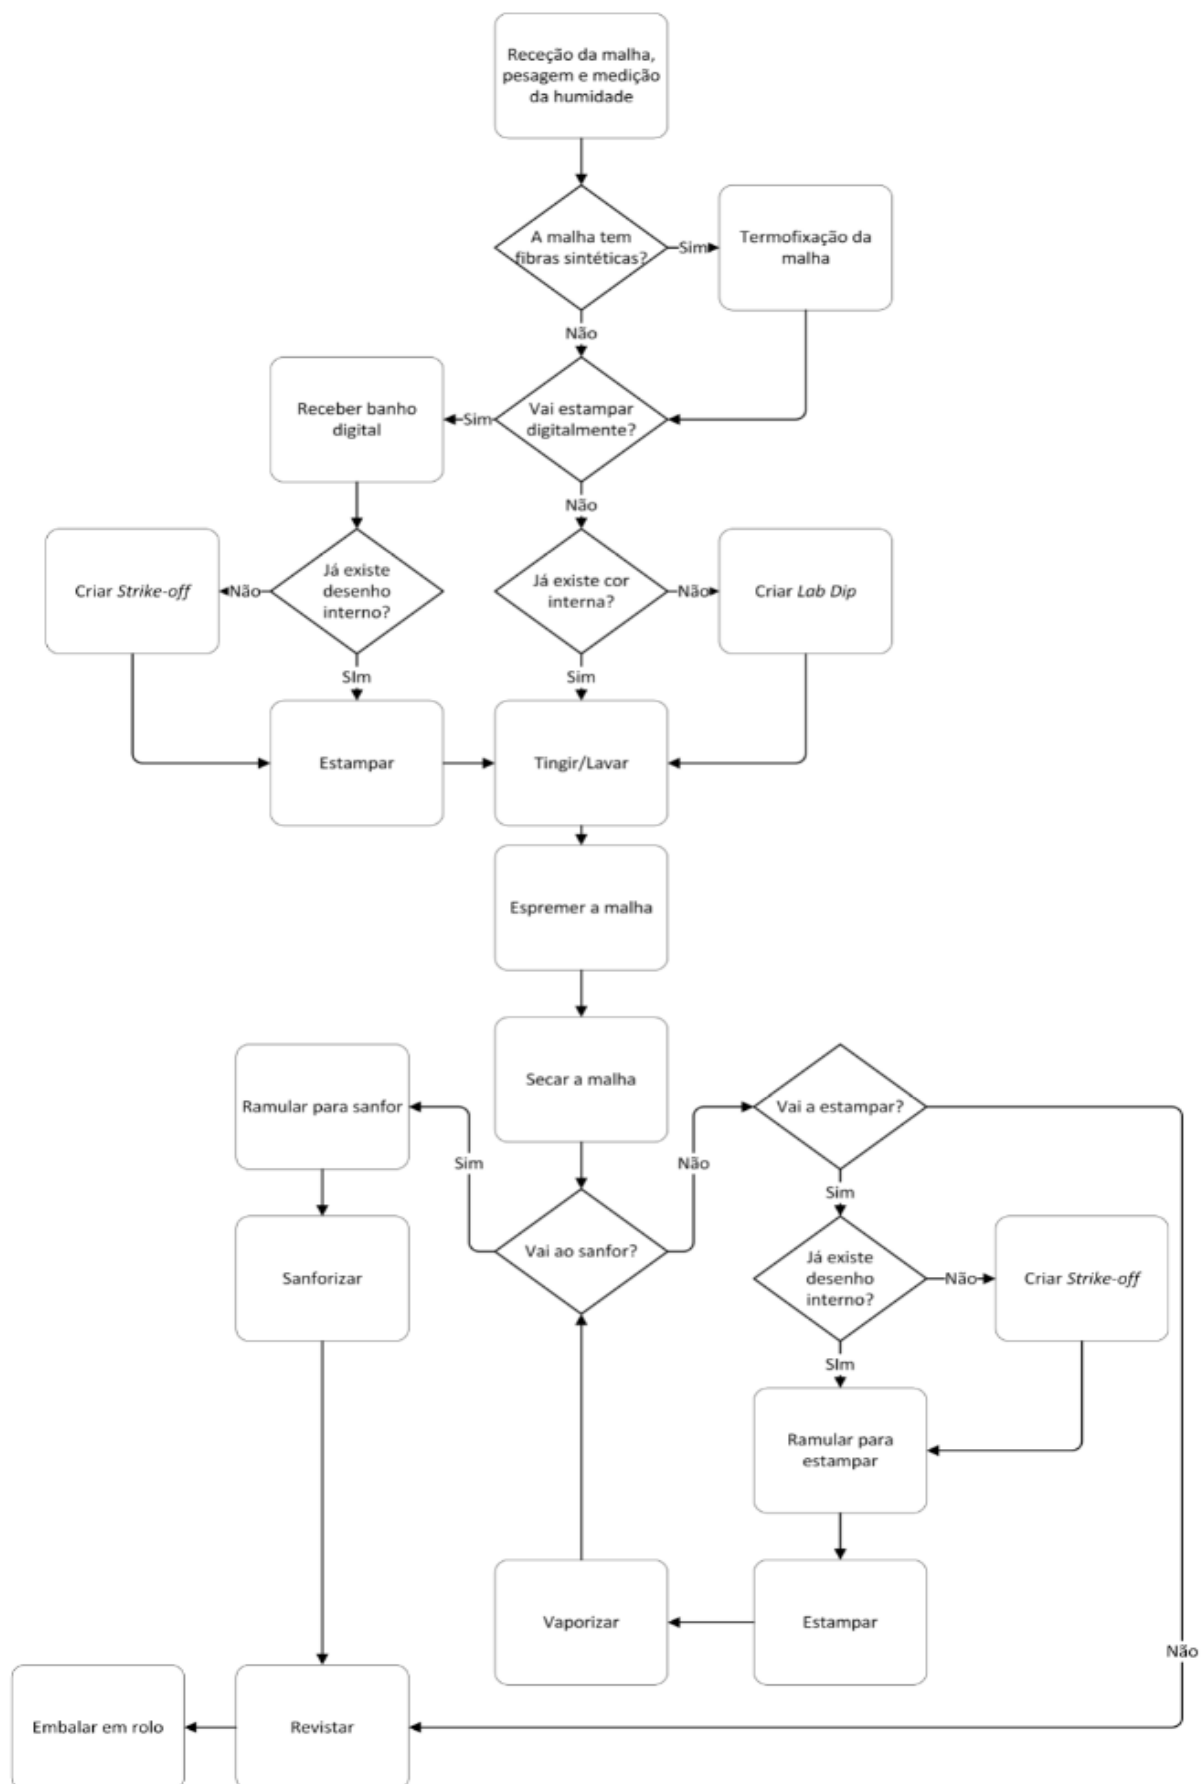 Receção da malha,
pesagem e medição
da humidade
A malha tem
fibras sintéticas?
Sim
Termofixação da
malha
Não
Receber banho
digital
Sim
Vai estampar
digitalmente?
Não
Criar Strike-off
Não
Já existe
desenho
interno?
Já existe cor
interna?
Não
Criar Lab Dip
SIm
Sim
Estampar
Tingir/Lavar
Espremer a malha
Secar a malha
Ramular para sanfor
Vai a estampar?
Sim
Não
Sim
Sanforizar
Vai ao sanfor?
Já existe
desenho
interno?
Não
Criar Strike-off
SIm
Ramular para
estampar
Vaporizar
Estampar
Não
Embalar em rolo
Revistar